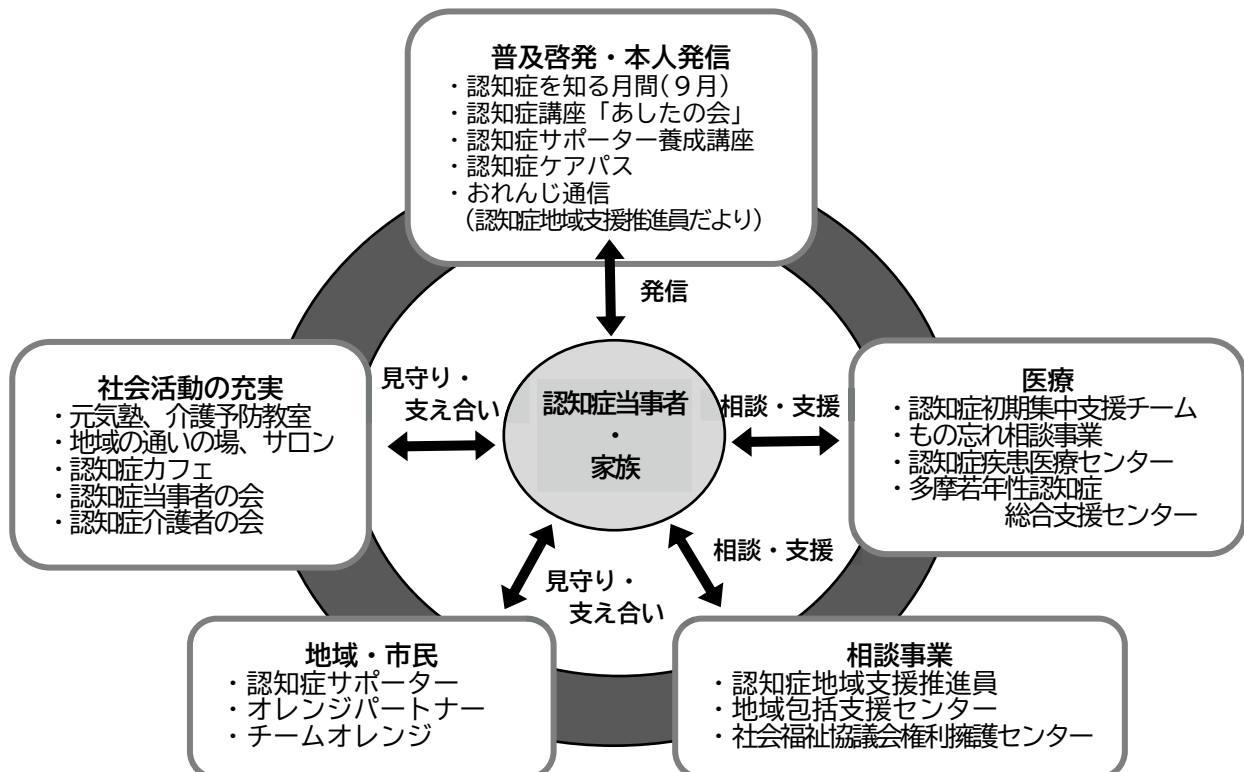 普及啓発・本人発信
・認知症を知る月間(９月)
・認知症講座「あしたの会」
・認知症サポーター養成講座
・認知症ケアパス
・おれんじ通信
(認知症地域支援推進員だより)
発信
社会活動の充実
・元気塾、介護予防教室
・地域の通いの場、サロン
・認知症カフェ
・認知症当事者の会
・認知症介護者の会
見守り・
支え合い
認知症当事者
・
家族
相談・支援
医療
・認知症初期集中支援チーム
・もの忘れ相談事業
・認知症疾患医療センター
・多摩若年性認知症
総合支援センター
見守り・
支え合い
相談・支援
地域・市民
・認知症サポーター
・オレンジパートナー
・チームオレンジ
相談事業
・認知症地域支援推進員
・地域包括支援センター
・社会福祉協議会権利擁護センター